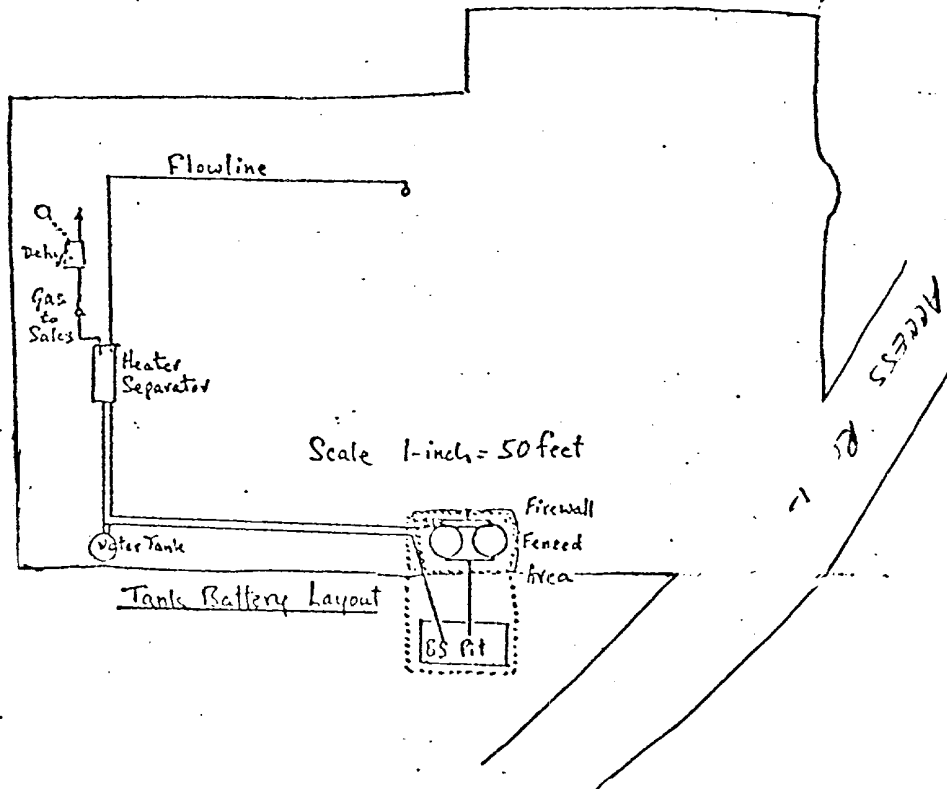 Flowline
Dehy.
Gas
to
Sales
Heater
Separator
Scale 1-inch = 50 feet
Firewall
Fenced
Area
Water Tank
Tank Battery Layout
BS Pit
ACCESS